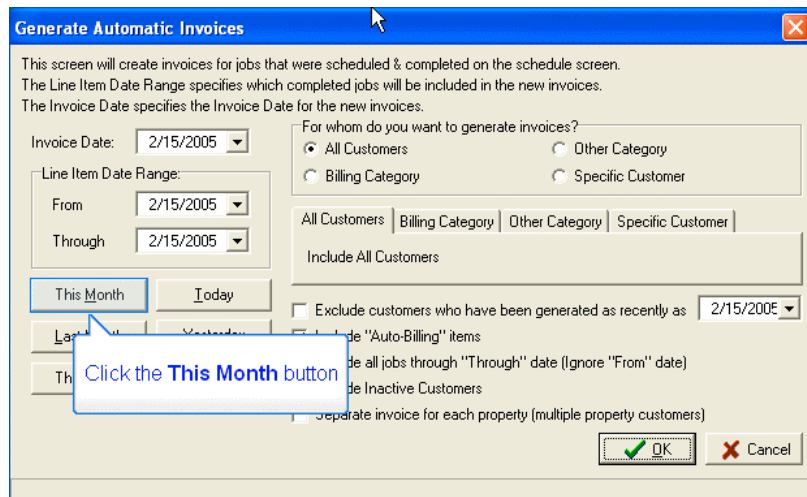 Generate Automatic Invoices
This screen will create invoices for jobs that were scheduled & completed on the schedule screen.
The Line Item Date Range specifies which completed jobs will be included in the new invoices.
The Invoice Date specifies the Invoice Date for the new invoices.
Invoice Date: 2/15/2005
Line Item Date Range:
From 2/15/2005
Through 2/15/2005
This Month Today
For whom do you want to generate invoices?
All Customers Other Category
Billing Category Specific Customer
All Customers Billing Category Other Category Specific Customer
Include All Customers
Exclude customers who have been generated as recently as 2/15/2005
"Auto-Billing" items
all jobs through "Through" date (Ignore "From" date)
Inactive Customers
Separate invoice for each property (multiple property customers)
Click the This Month button
OK Cancel